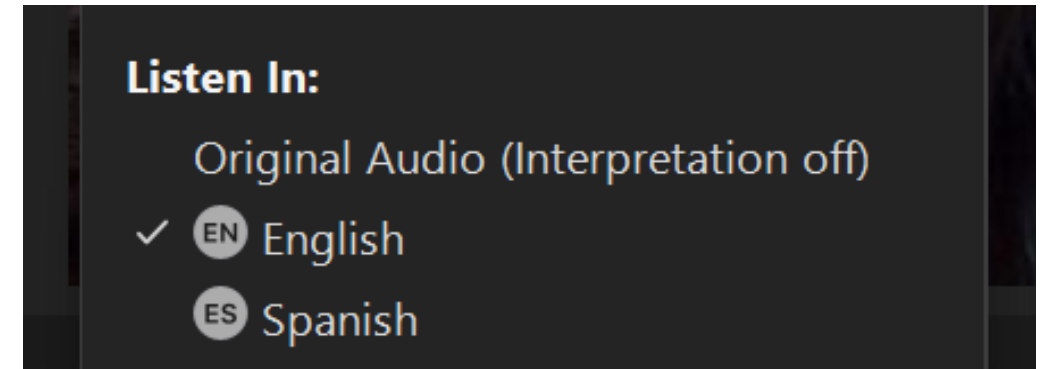 Listen In:
Original Audio (Interpretation off)
EN English
ES Spanish